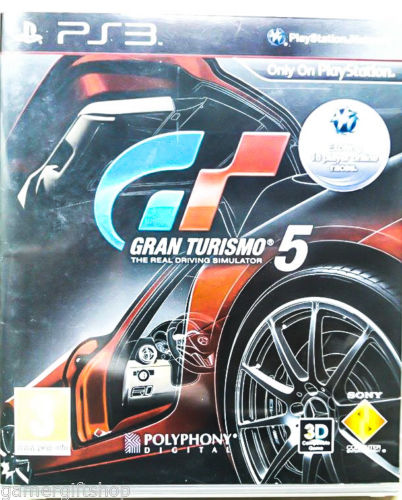 PS3
PlayStation Network
Only On PlayStation.
GT
GRAN TURISMO®
THE REAL DRIVING SIMULATOR
5
POLYPHONY
DIGITAL
3D
SONY
gamergiftshop